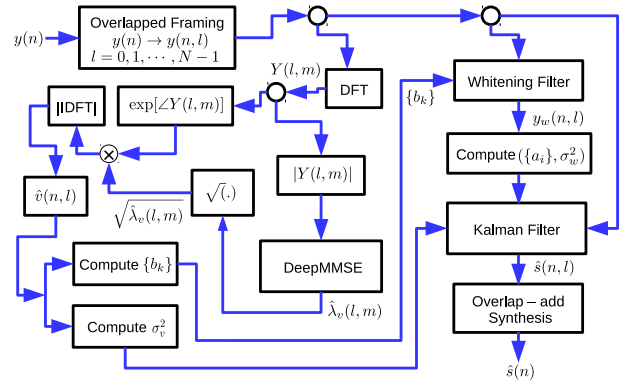 Overlapped Framing
y(n) → y(n, l)
l = 0, 1, ⋯ , N − 1
y(n)
Y(l, m)
DFT
{b_k}
Whitening Filter
|IDFT|
exp[∠Y(l, m)]
⊗
y_w(n, l)
Compute ({a_i}, σ_w^2)
|Y(l, m)|
√(.)
v̂(n, l)
√λ̂_v(l, m)
Kalman Filter
Compute {b_k}
DeepMMSE
ŝ(n, l)
λ̂_v(l, m)
Overlap – add
Synthesis
Compute σ_v^2
ŝ(n)